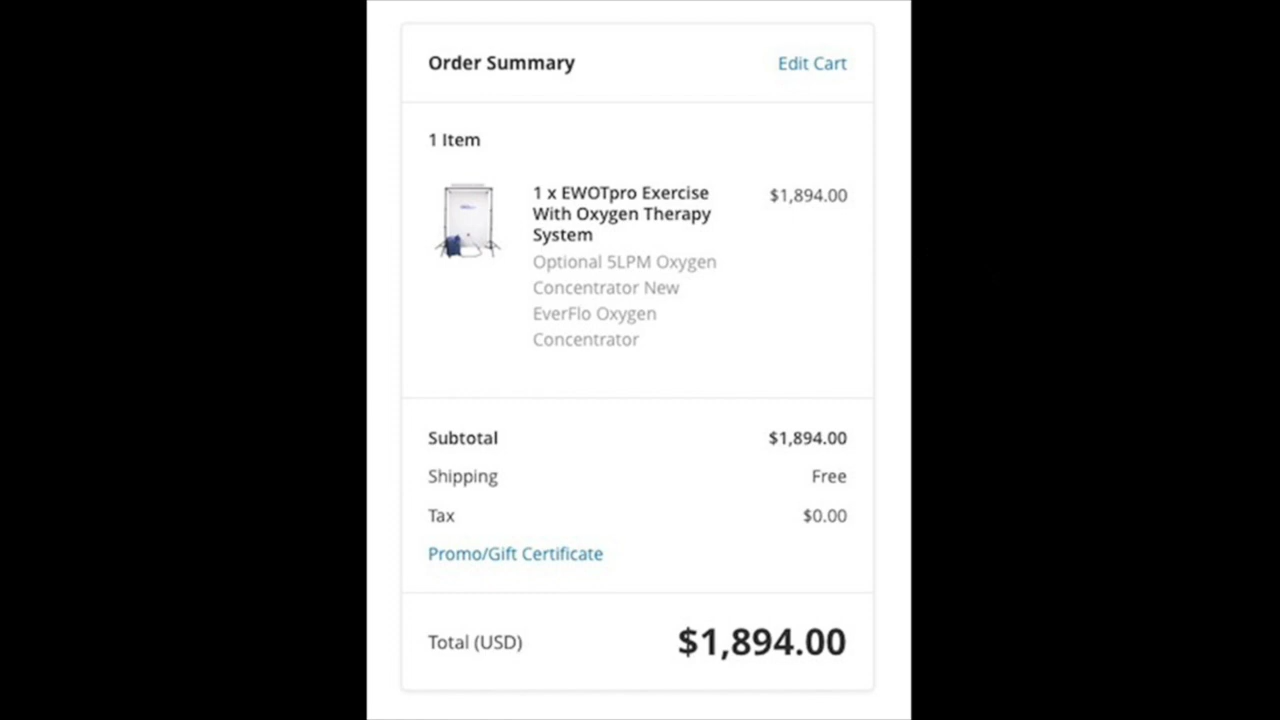 Order Summary Edit Cart
1 Item
1 x EWOTpro Exercise $1,894.00
With Oxygen Therapy
System
Optional 5LPM Oxygen
Concentrator New
EverFlo Oxygen
Concentrator
Subtotal $1,894.00
Shipping Free
Tax $0.00
Promo/Gift Certificate
Total (USD) $1,894.00